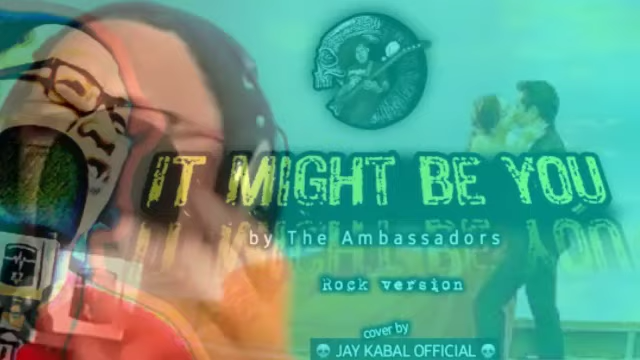 IT MIGHT BE YOU
by The Ambassadors
Rock version
cover by
💀 JAY KABAL OFFICIAL 💀